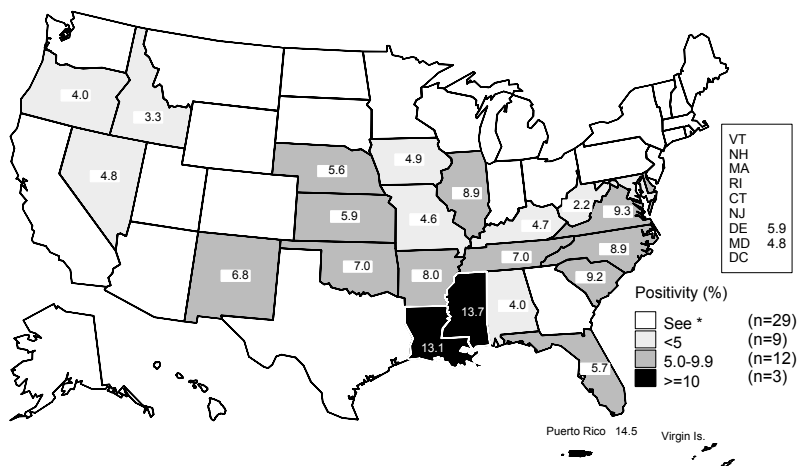 4.0
3.3
4.8
5.6
4.9
8.9
5.9
4.6
4.7
2.2
9.3
6.8
7.0
8.0
7.0
8.9
9.2
13.7
4.0
13.1
5.7
VT
NH
MA
RI
CT
NJ
DE 5.9
MD 4.8
DC
Positivity (%)
See * (n=29)
<5 (n=9)
5.0-9.9 (n=12)
>=10 (n=3)
Puerto Rico 14.5 Virgin Is.